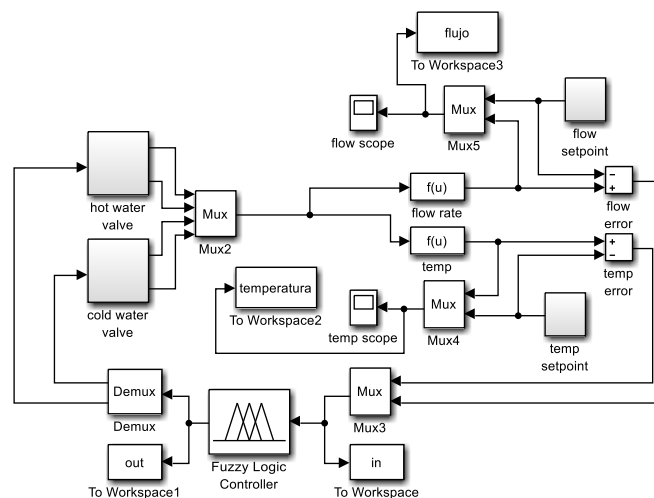 flujo
To Workspace3
Mux
Mux5
flow scope
flow
setpoint
hot water
valve
Mux
Mux2
f(u)
flow rate
−
+
flow
error
f(u)
temp
+
−
temp
error
cold water
valve
temperatura
To Workspace2
temp scope
Mux
Mux4
temp
setpoint
Demux
Demux
Fuzzy Logic
Controller
Mux
Mux3
out
To Workspace1
in
To Workspace